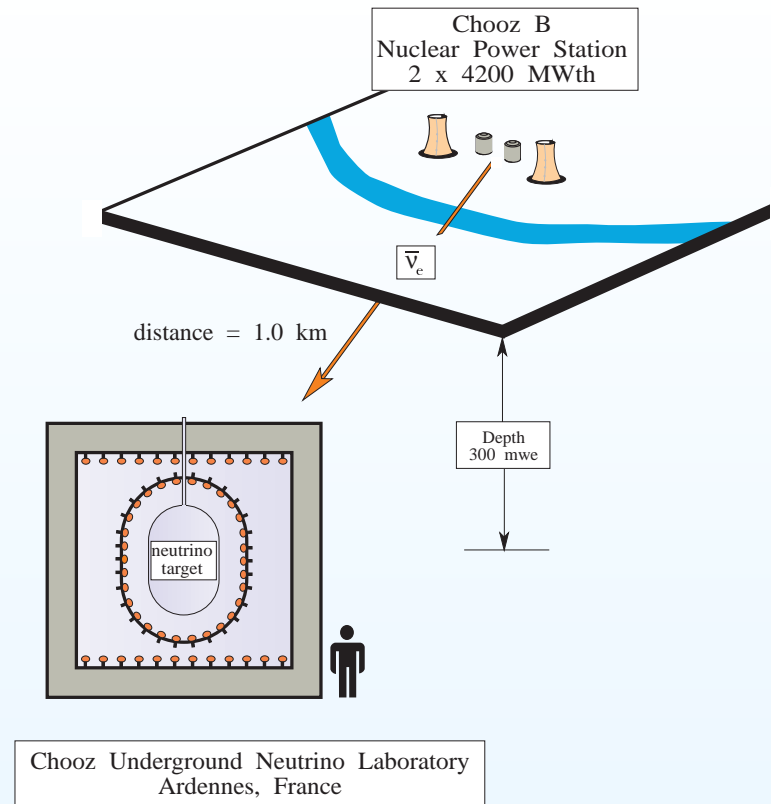 Chooz B
Nuclear Power Station
2 x 4200 MWth
ν̅e
distance = 1.0 km
Depth
300 mwe
neutrino
target
Chooz Underground Neutrino Laboratory
Ardennes, France